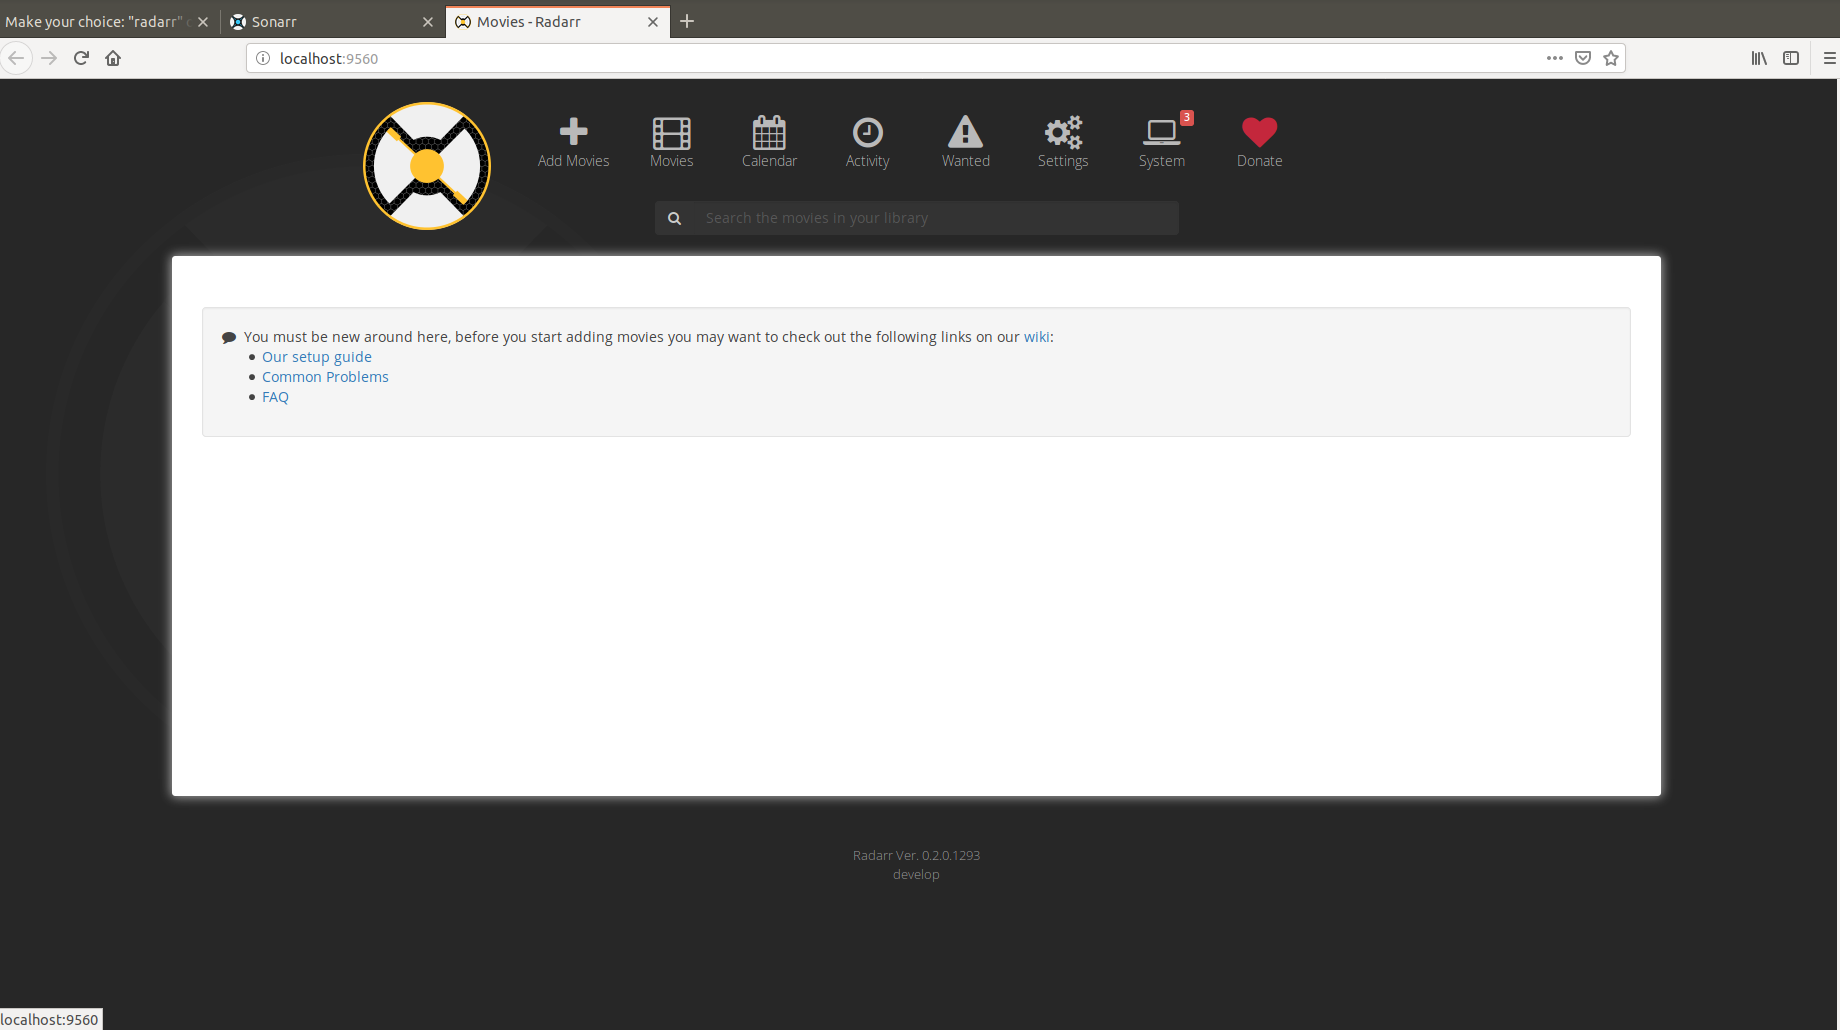 Make your choice: "radarr"
Sonarr
Movies - Radarr
localhost:9560
Add Movies
Movies
Calendar
Activity
Wanted
Settings
3
System
Donate
Search the movies in your library
You must be new around here, before you start adding movies you may want to check out the following links on our wiki:
Our setup guide
Common Problems
FAQ
Radarr Ver. 0.2.0.1293
develop
localhost:9560